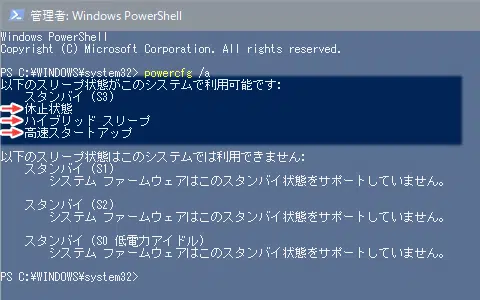 管理者: Windows PowerShell
Windows PowerShell
Copyright (C) Microsoft Corporation. All rights reserved.
PS C:¥WINDOWS¥system32> powercfg /a
以下のスリープ状態がこのシステムで利用可能です:
スタンバイ (S3)
休止状態
ハイブリッド スリープ
高速スタートアップ
以下のスリープ状態はこのシステムでは利用できません:
スタンバイ (S1)
システム ファームウェアはこのスタンバイ状態をサポートしていません。
スタンバイ (S2)
システム ファームウェアはこのスタンバイ状態をサポートしていません。
スタンバイ (S0 低電力アイドル)
システム ファームウェアはこのスタンバイ状態をサポートしていません。
PS C:¥WINDOWS¥system32>